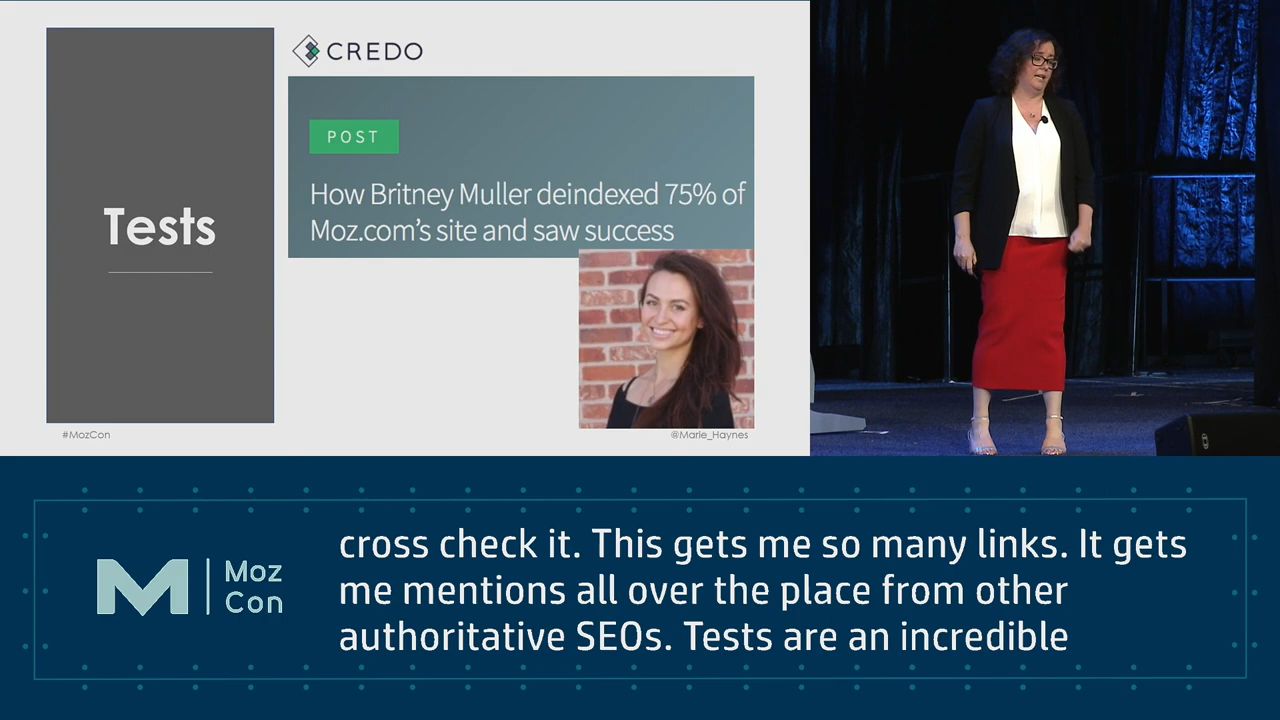 CREDO
POST
How Britney Muller deindexed 75% of
Moz.com's site and saw success
Tests
#MozCon
@Marie_Haynes
Moz
Con
cross check it. This gets me so many links. It gets
me mentions all over the place from other
authoritative SEOs. Tests are an incredible